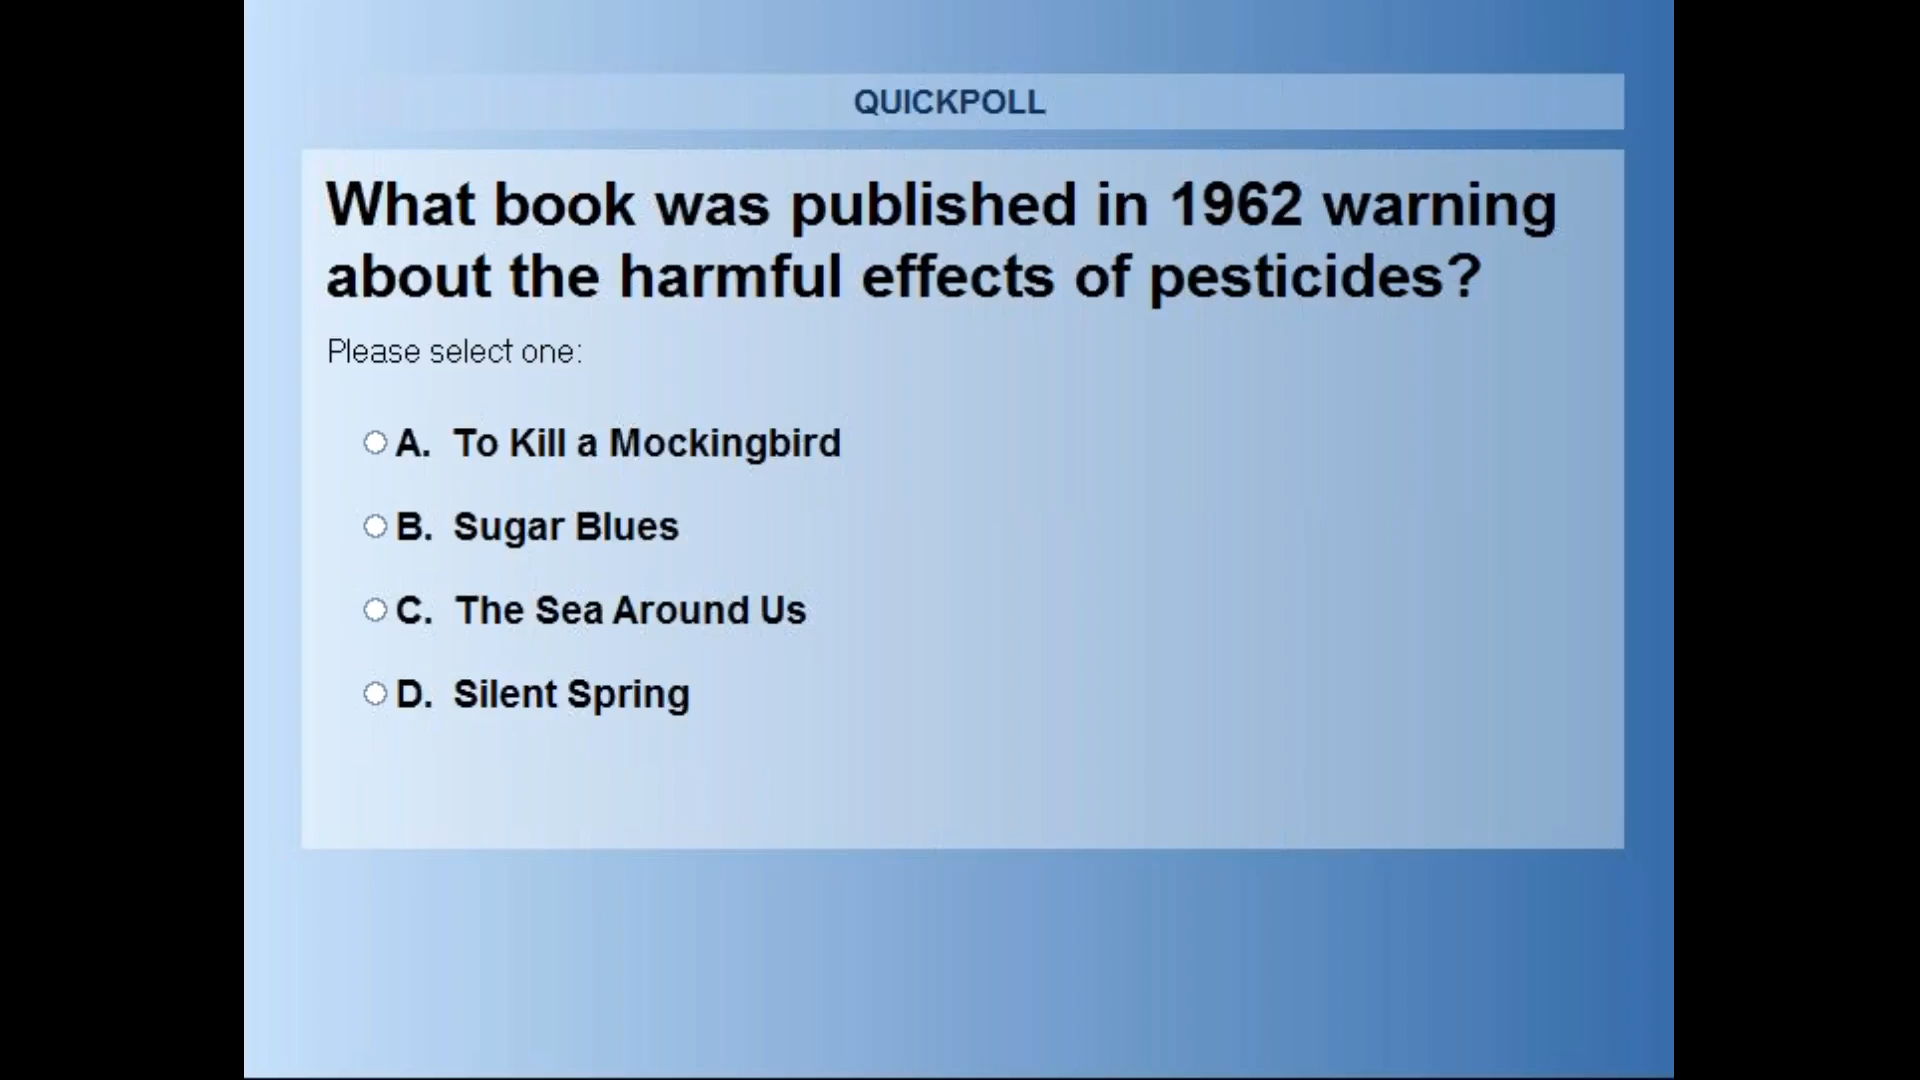 QUICKPOLL
What book was published in 1962 warning
about the harmful effects of pesticides?
Please select one:
A. To Kill a Mockingbird
B. Sugar Blues
C. The Sea Around Us
D. Silent Spring